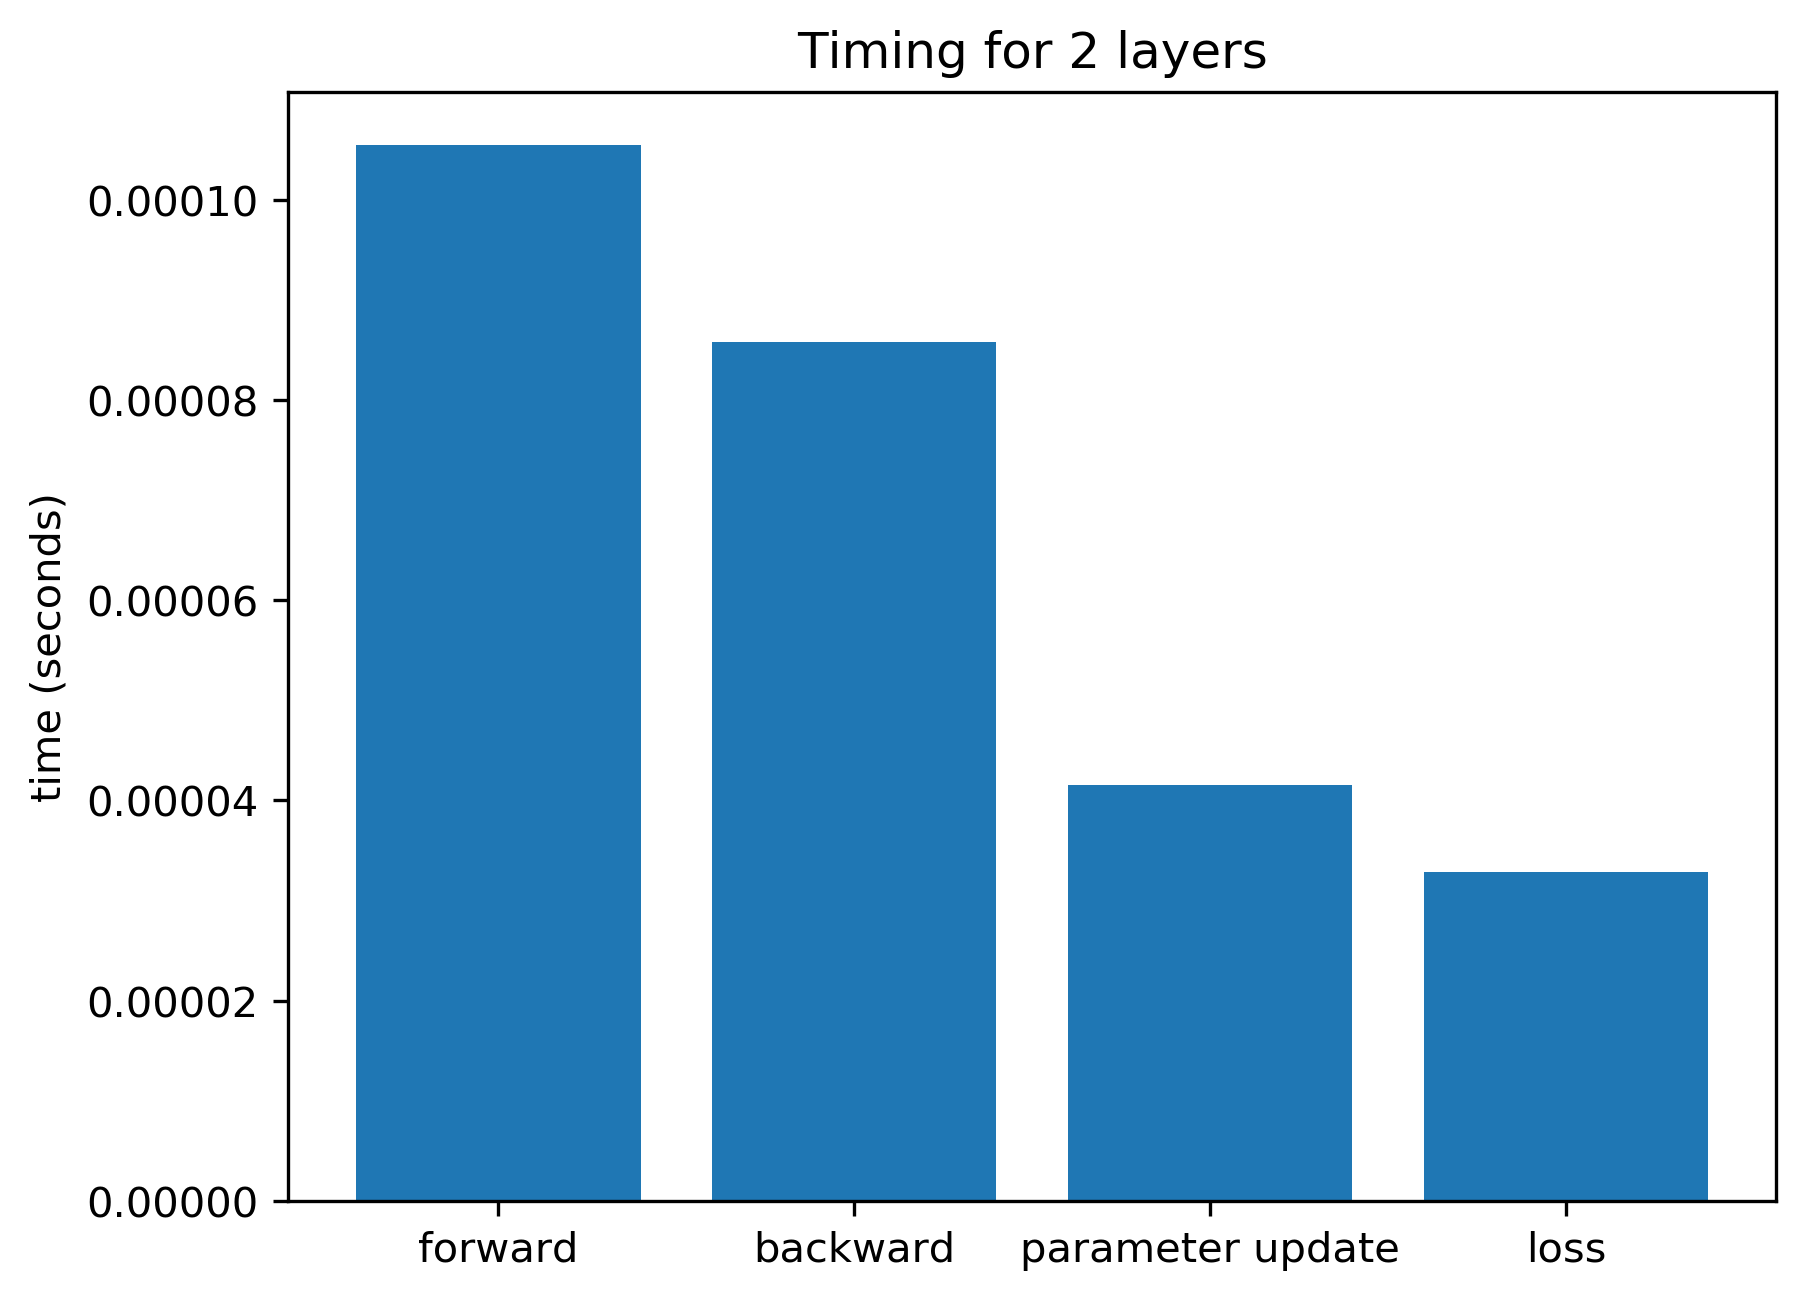 Timing for 2 layers
time (seconds)
0.00010
0.00008
0.00006
0.00004
0.00002
0.00000
forward backward parameter update loss